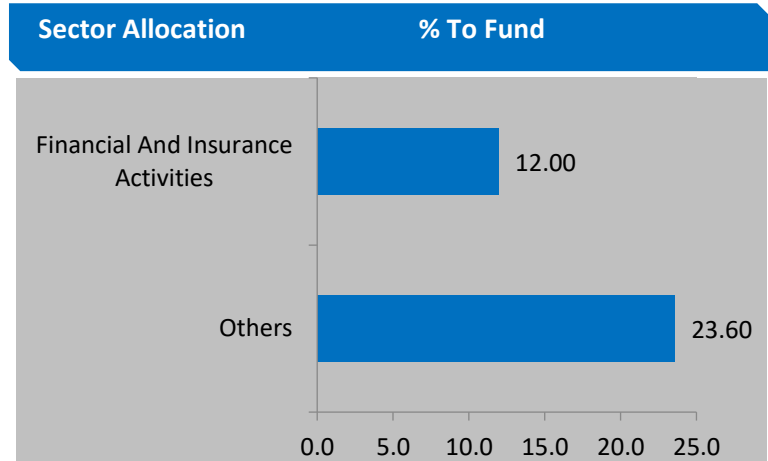 Sector Allocation % To Fund
Financial And Insurance
Activities
12.00
Others
23.60
0.0 5.0 10.0 15.0 20.0 25.0